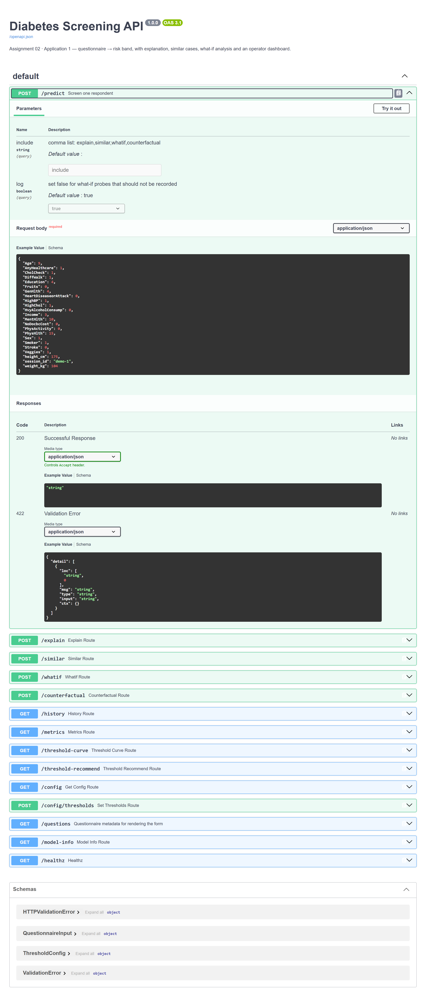 Diabetes Screening API 1.0.0 OAS 3.1
/openapi.json
Assignment 02 · Application 1 — questionnaire → risk band, with explanation, similar cases, what-if analysis and an operator dashboard.
default
POST /predict Screen one respondent
Parameters
Try it out
Name Description
include comma list: explain,similar,whatif,counterfactual
string
(query)
Default value :
include
log set false for what-if probes that should not be recorded
boolean
(query)
Default value : true
true
Request body required
application/json
Example Value | Schema
{
"Age": 9,
"AnyHealthcare": 1,
"CholCheck": 1,
"DiffWalk": 1,
"Education": 4,
"Fruits": 0,
"GenHlth": 4,
"HeartDiseaseorAttack": 0,
"HighBP": 1,
"HighChol": 1,
"HvyAlcoholConsump": 0,
"Income": 3,
"MentHlth": 10,
"NoDocbcCost": 0,
"PhysActivity": 0,
"PhysHlth": 15,
"Sex": 1,
"Smoker": 1,
"Stroke": 0,
"Veggies": 1,
"height_cm": 175,
"session_id": "demo-1",
"weight_kg": 104
}
Responses
Code Description Links
200 Successful Response No links
Media type
application/json
Controls Accept header.
Example Value | Schema
"string"
422 Validation Error No links
Media type
application/json
Example Value | Schema
{
"detail": [
{
"loc": [
"string",
0
],
"msg": "string",
"type": "string",
"input": "string",
"ctx": {}
}
]
}
POST /explain Explain Route
POST /similar Similar Route
POST /whatif Whatif Route
POST /counterfactual Counterfactual Route
GET /history History Route
GET /metrics Metrics Route
GET /threshold-curve Threshold Curve Route
GET /threshold-recommend Threshold Recommend Route
GET /config Get Config Route
POST /config/thresholds Set Thresholds Route
GET /questions Questionnaire metadata for rendering the form
GET /model-info Model Info Route
GET /healthz Healthz
Schemas
HTTPValidationError Expand all object
QuestionnaireInput Expand all object
ThresholdConfig Expand all object
ValidationError Expand all object